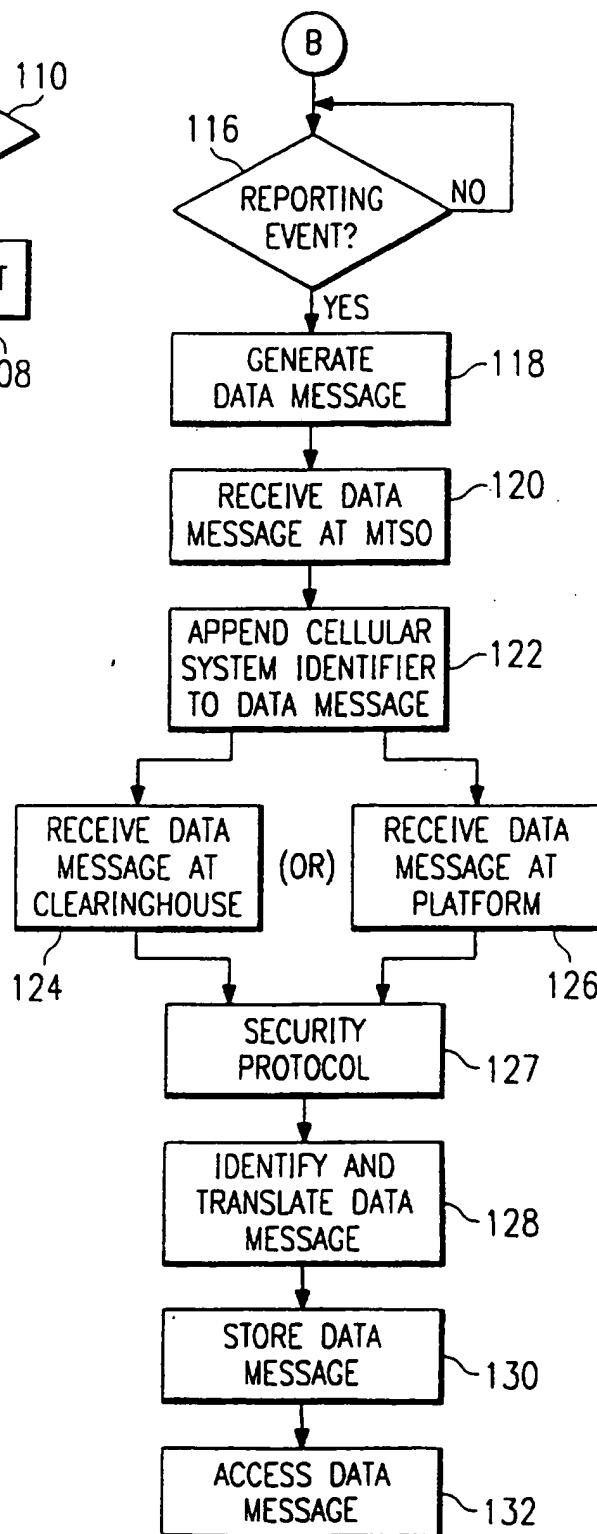 B
110
116
REPORTING
EVENT?
NO
YES
T
08
GENERATE
DATA MESSAGE
118
RECEIVE DATA
MESSAGE AT MTSO
120
APPEND CELLULAR
SYSTEM IDENTIFIER
TO DATA MESSAGE
122
RECEIVE DATA
MESSAGE AT
CLEARINGHOUSE
124
(OR)
RECEIVE DATA
MESSAGE AT
PLATFORM
126
SECURITY
PROTOCOL
127
IDENTIFY AND
TRANSLATE DATA
MESSAGE
128
STORE DATA
MESSAGE
130
ACCESS DATA
MESSAGE
132